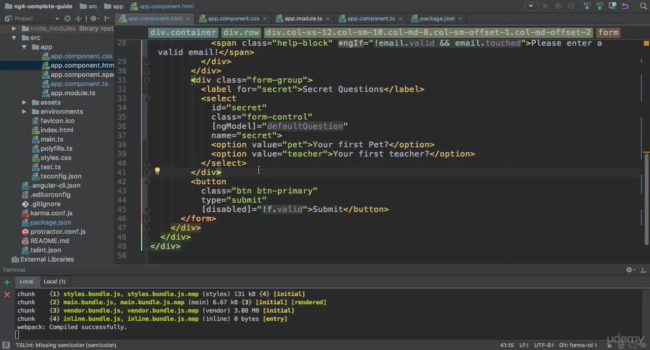 ng4-complete-guide
src
app
app.component.html
app.component.html
app.component.css
app.module.ts
app.component.ts
package.json
node_modules library root
src
app
app.component.css
app.component.htm
app.component.spe
app.component.ts
app.module.ts
assets
environments
favicon.ico
index.html
main.ts
polyfills.ts
styles.css
test.ts
tsconfig.json
.angular-cli.json
.editorconfig
.gitignore
karma.conf.js
package.json
protractor.conf.js
README.md
tslint.json
External Libraries
div.container div.row div.col-xs-12.col-sm-10.col-md-8.col-sm-offset-1.col-md-offset-2 form
28 <span class="help-block" *ngIf="!email.valid && email.touched">Please enter a
valid email!</span>
</div>
30 </div>
31 <div class="form-group">
32 <label for="secret">Secret Questions</label>
33 <select
34 id="secret"
35 class="form-control"
36 [ngModel]="defaultQuestion"
37 name="secret">
38 <option value="pet">Your first Pet?</option>
39 <option value="teacher">Your first teacher?</option>
40 </select>
41 </div>
42 <button
43 class="btn btn-primary"
44 type="submit"
45 [disabled]="!f.valid">Submit</button>
46 </form>
47 </div>
48 </div>
49 </div>
Terminal
Local Local (1)
chunk {1} styles.bundle.js, styles.bundle.js.map (styles) 131 kB {4} [initial]
chunk {2} main.bundle.js, main.bundle.js.map (main) 8.67 kB {3} [initial] [rendered]
chunk {3} vendor.bundle.js, vendor.bundle.js.map (vendor) 3.08 MB [initial]
chunk {4} inline.bundle.js, inline.bundle.js.map (inline) 0 bytes [entry]
webpack: Compiled successfully.
TSLint: Missing semicolon (semicolon)
41:15 LF÷ UTF-8÷ Git: forms-td÷
udemy